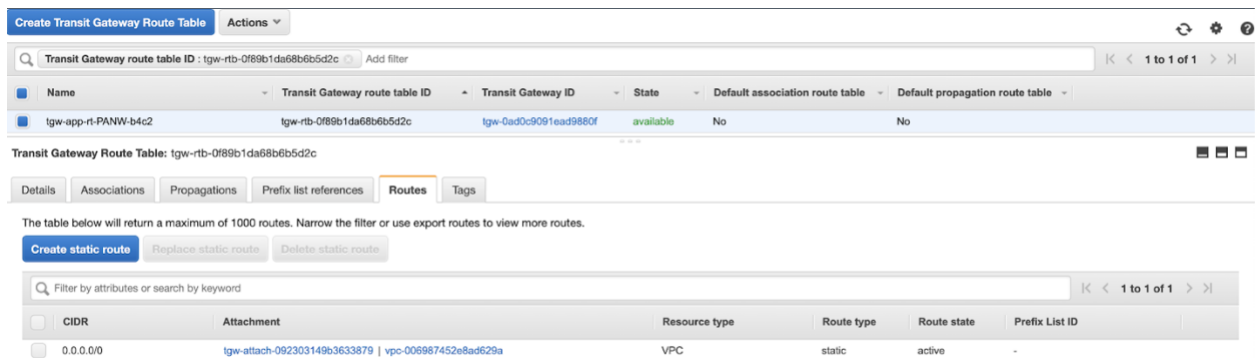 Create Transit Gateway Route Table Actions
Transit Gateway route table ID : tgw-rtb-0f89b1da68b6b5d2c Add filter 1 to 1 of 1
Name Transit Gateway route table ID Transit Gateway ID State Default association route table Default propagation route table
tgw-app-rt-PANW-b4c2 tgw-rtb-0f89b1da68b6b5d2c tgw-0ad0c9091ead9880f available No No
Transit Gateway Route Table: tgw-rtb-0f89b1da68b6b5d2c
Details Associations Propagations Prefix list references Routes Tags
The table below will return a maximum of 1000 routes. Narrow the filter or use export routes to view more routes.
Create static route Replace static route Delete static route
Filter by attributes or search by keyword 1 to 1 of 1
CIDR Attachment Resource type Route type Route state Prefix List ID
0.0.0.0/0 tgw-attach-092303149b3633879 | vpc-006987452e8ad629a VPC static active -